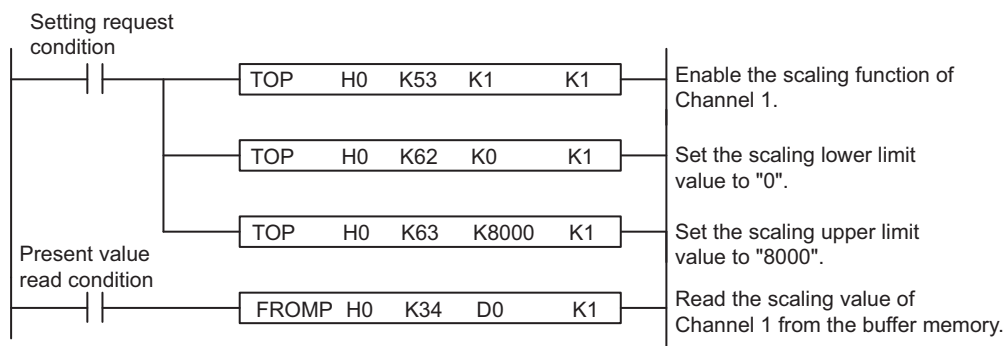 Setting request
condition
TOP H0 K53 K1 K1
Enable the scaling function of
Channel 1.
TOP H0 K62 K0 K1
Set the scaling lower limit
value to "0".
TOP H0 K63 K8000 K1
Set the scaling upper limit
value to "8000".
Present value
read condition
FROMP H0 K34 D0 K1
Read the scaling value of
Channel 1 from the buffer memory.